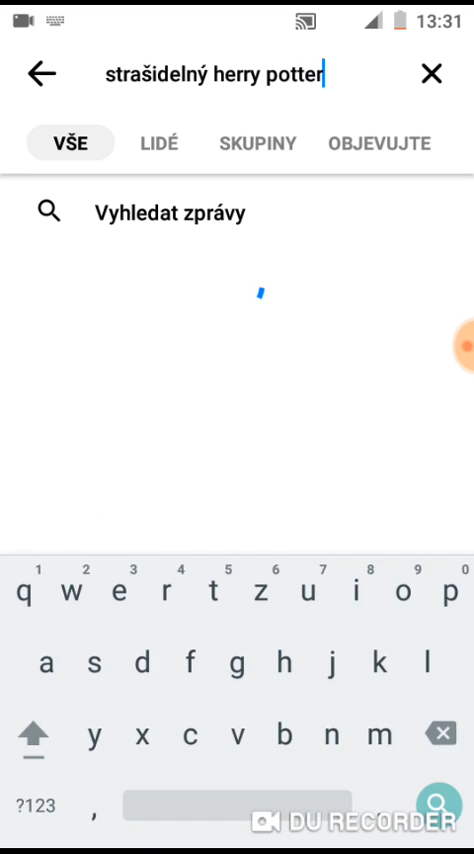 13:31
strašidelný herry potter
VŠE LIDÉ SKUPINY OBJEVUJTE
Vyhledat zprávy
1 2 3 4 5 6 7 8 9 0
q w e r t z u i o p
a s d f g h j k l
y x c v b n m
?123 ,
DU RECORDER